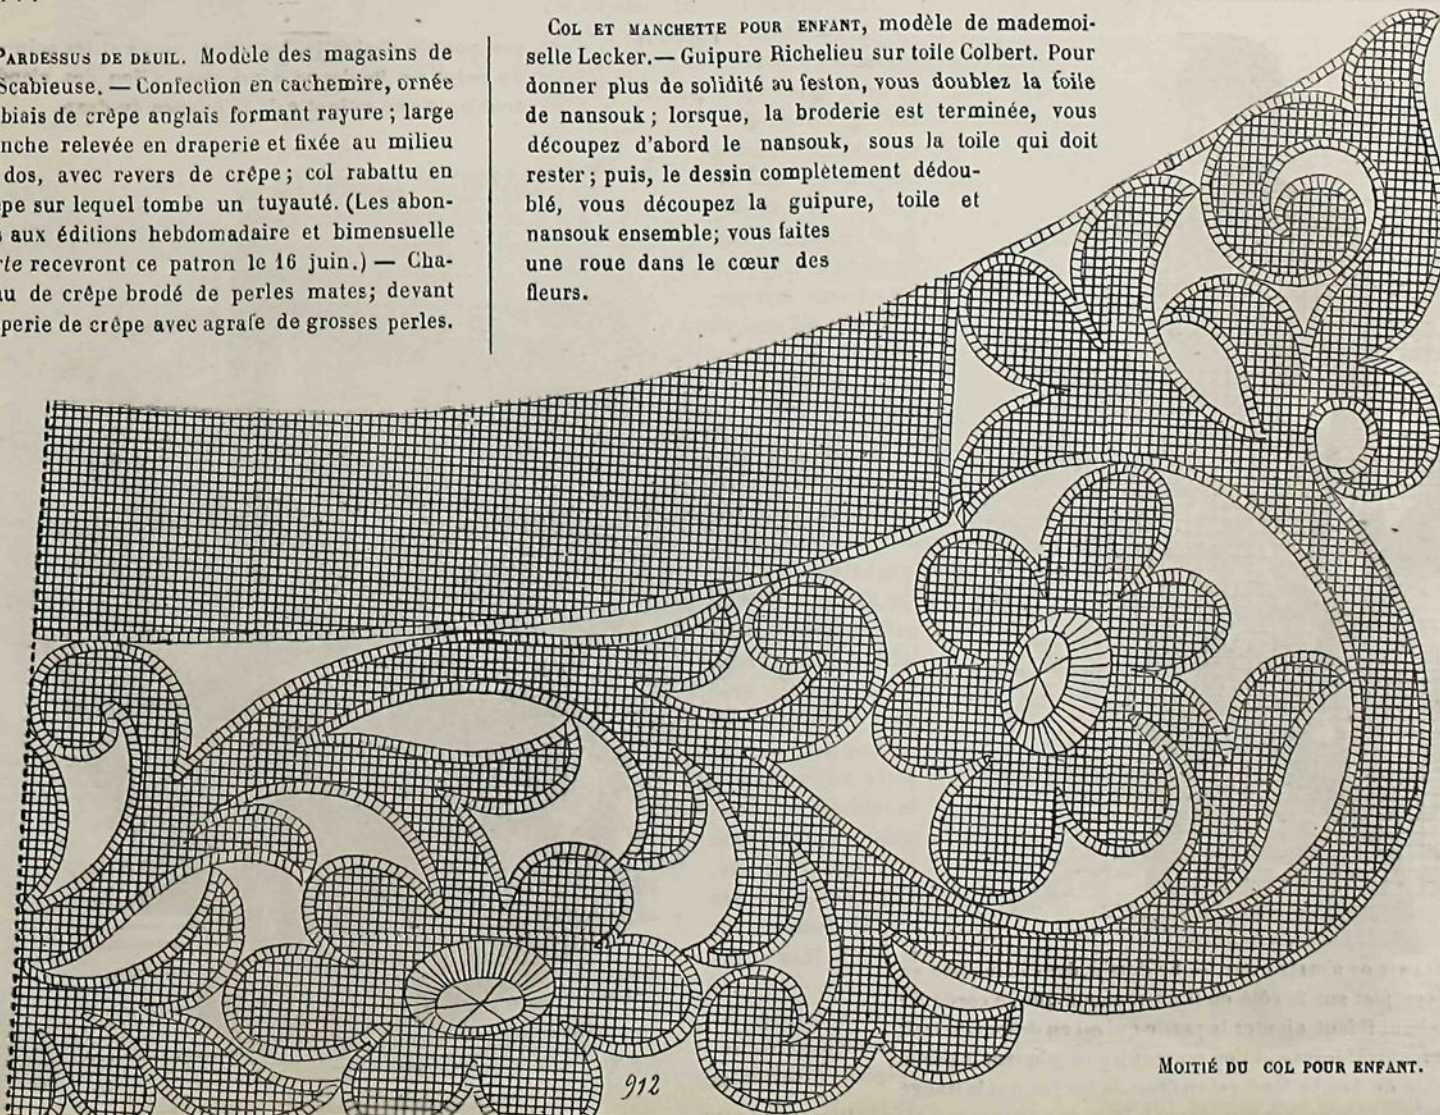 PARDESSUS DE DEUIL. Modèle des magasins de
Scabieuse. — Confection en cachemire, ornée
biais de crêpe anglais formant rayure ; large
nche relevée en draperie et fixée au milieu
dos, avec revers de crêpe ; col rabattu en
pe sur lequel tombe un tuyauté. (Les abon-
s aux éditions hebdomadaire et bimensuelle
rte recevront ce patron le 16 juin.) — Cha-
u de crêpe brodé de perles mates; devant
perie de crêpe avec agrafe de grosses perles.
COL ET MANCHETTE POUR ENFANT, modèle de mademoi-
selle Lecker.— Guipure Richelieu sur toile Colbert. Pour
donner plus de solidité au feston, vous doublez la toile
de nansouk ; lorsque, la broderie est terminée, vous
découpez d'abord le nansouk, sous la toile qui doit
rester ; puis, le dessin complètement dédou-
blé, vous découpez la guipure, toile et
nansouk ensemble; vous faites
une roue dans le cœur des
fleurs.
912
MOITIÉ DU COL POUR ENFANT.